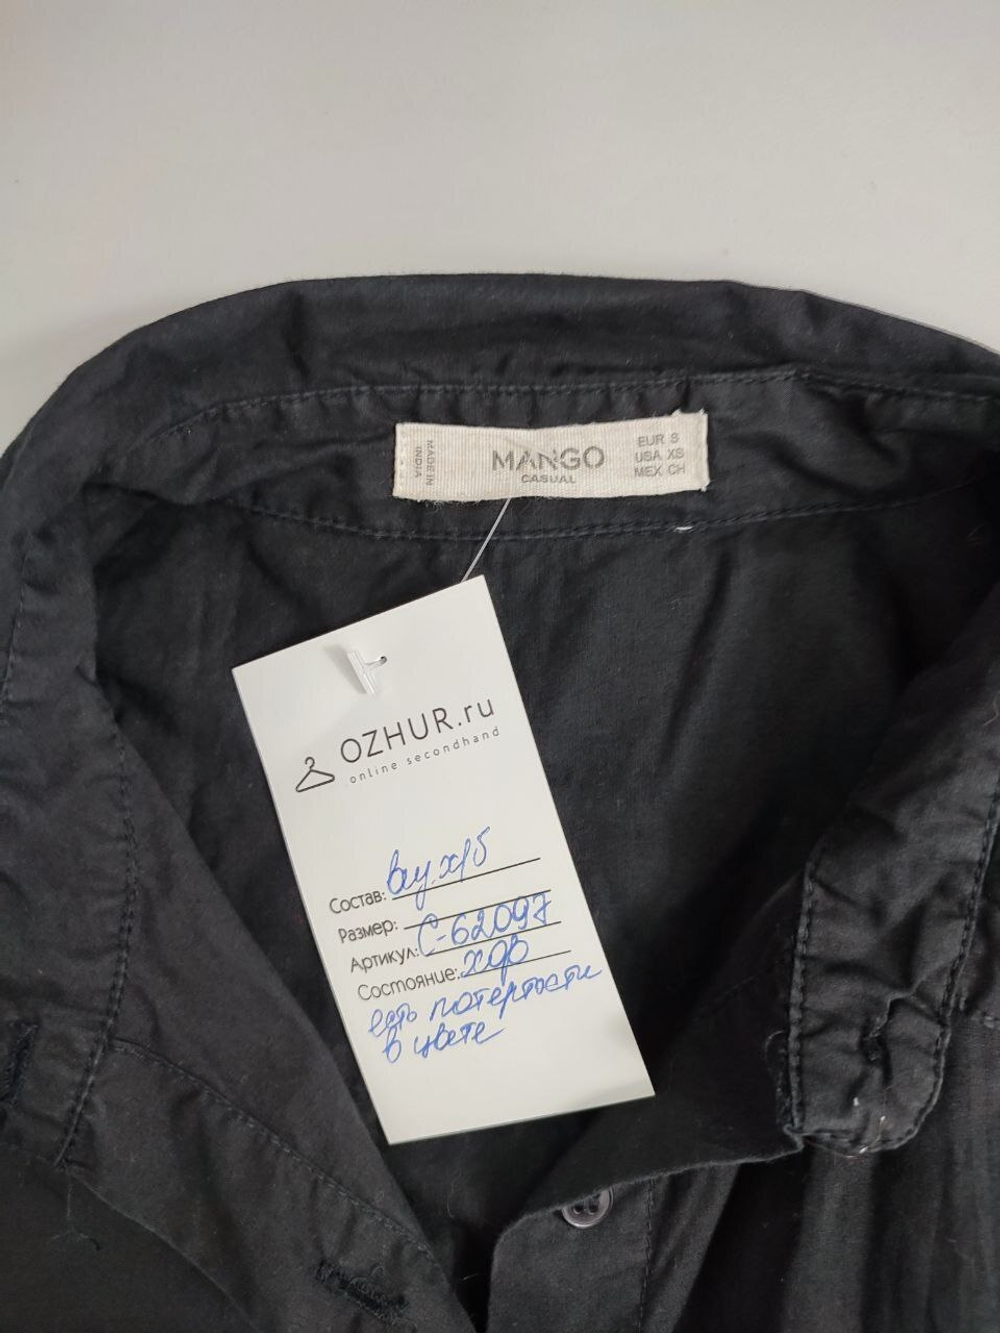 MADE IN
INDIA
MANGO
CASUAL
EUR S
USA XS
MEX CH
OZHUR.ru
online secondhand
Состав: х/б
Размер:
Артикул: С-62097
Состояние: хор
есть потертости
в цвете